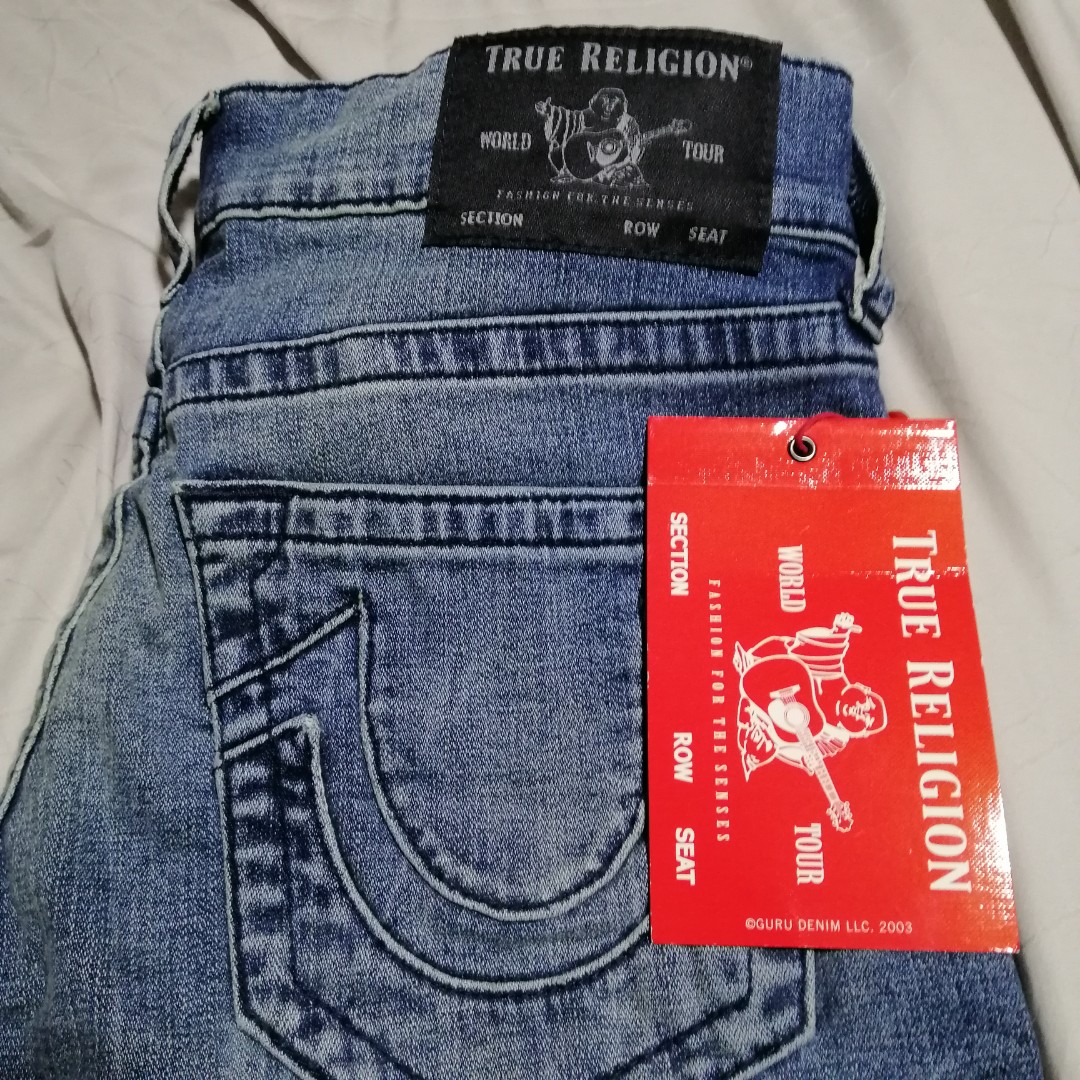 TRUE RELIGION®
WORLD TOUR
FASHION FOR THE SENSES
SECTION ROW SEAT
TRUE RELIGION
WORLD TOUR
FASHION FOR THE SENSES
SECTION ROW SEAT
©GURU DENIM LLC. 2003